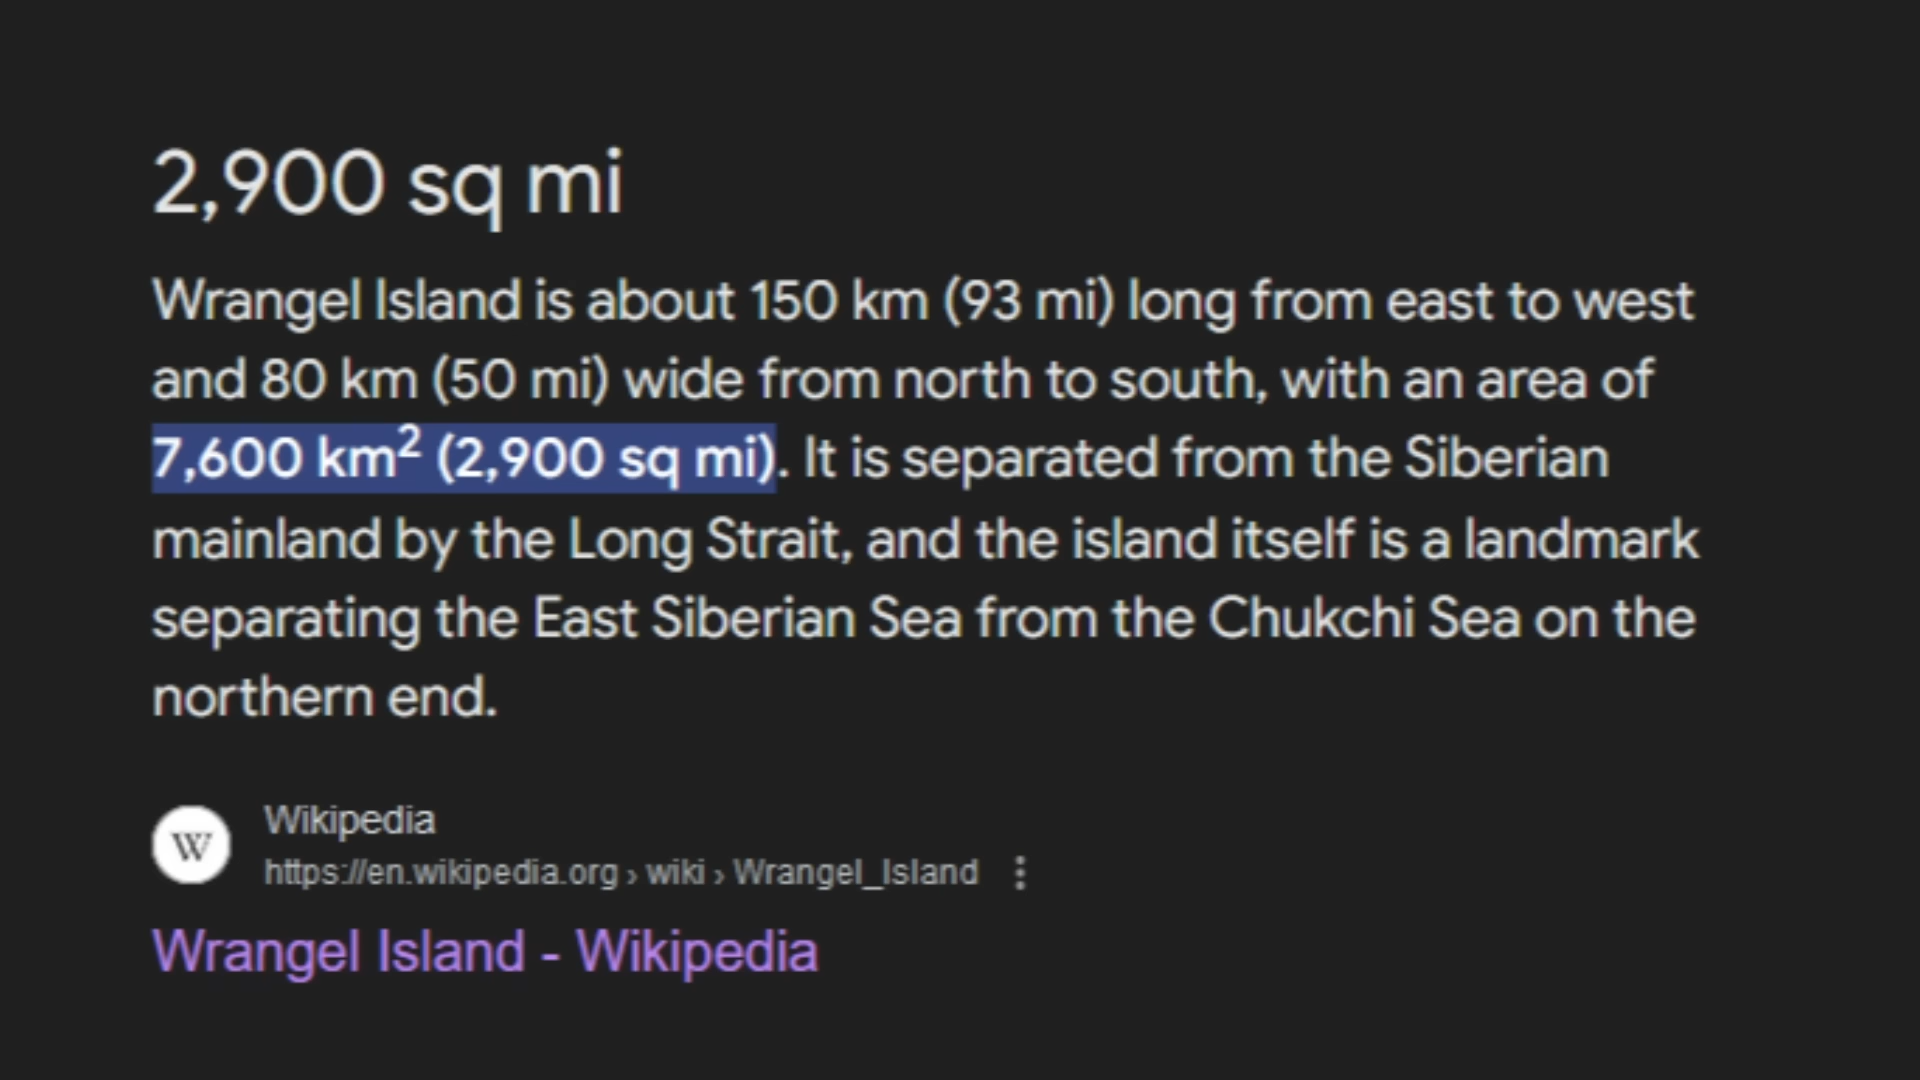 2,900 sq mi
Wrangel Island is about 150 km (93 mi) long from east to west
and 80 km (50 mi) wide from north to south, with an area of
7,600 km² (2,900 sq mi). It is separated from the Siberian
mainland by the Long Strait, and the island itself is a landmark
separating the East Siberian Sea from the Chukchi Sea on the
northern end.
W
Wikipedia
https://en.wikipedia.org › wiki › Wrangel_Island
Wrangel Island - Wikipedia